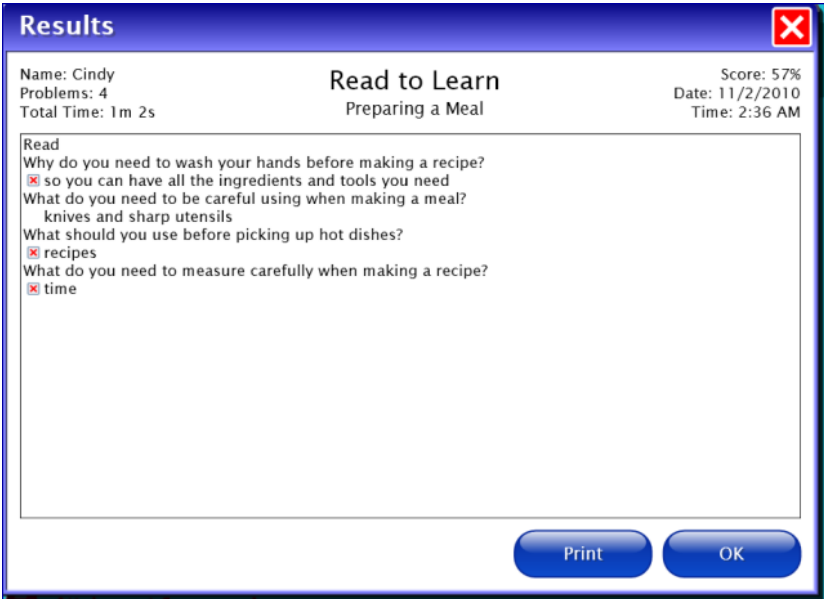 Results
Name: Cindy
Problems: 4
Total Time: 1m 2s
Read to Learn
Preparing a Meal
Score: 57%
Date: 11/2/2010
Time: 2:36 AM
Read
Why do you need to wash your hands before making a recipe?
so you can have all the ingredients and tools you need
What do you need to be careful using when making a meal?
knives and sharp utensils
What should you use before picking up hot dishes?
recipes
What do you need to measure carefully when making a recipe?
time
Print
OK